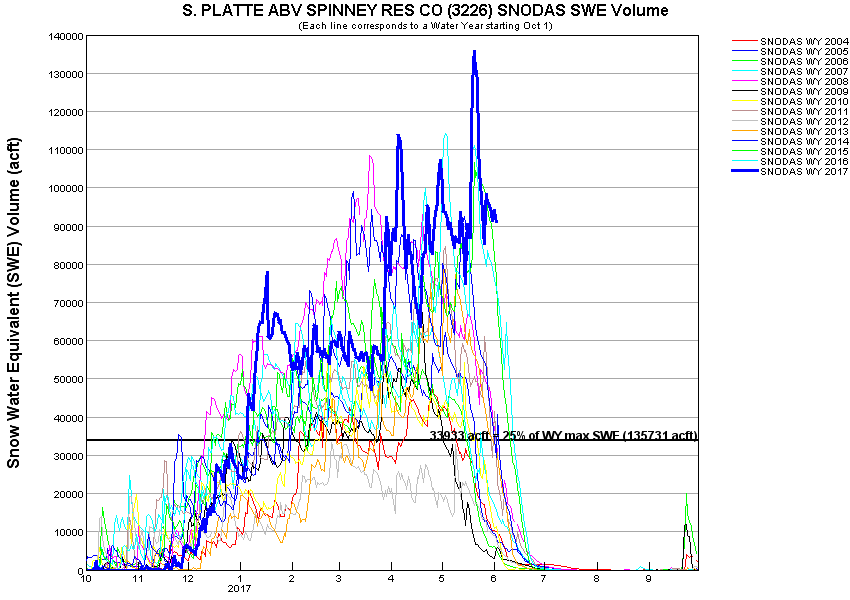 S. PLATTE ABV SPINNEY RES CO (3226) SNODAS SWE Volume
(Each line corresponds to a Water Year starting Oct 1)
Snow Water Equivalent (SWE) Volume (acft)
140000
130000
120000
110000
100000
90000
80000
70000
60000
50000
40000
30000
20000
10000
0
33933 acft = 25% of WY max SWE (135731 acft)
10 11 12 1 2 3 4 5 6 7 8 9
2017
SNODAS WY 2004
SNODAS WY 2005
SNODAS WY 2006
SNODAS WY 2007
SNODAS WY 2008
SNODAS WY 2009
SNODAS WY 2010
SNODAS WY 2011
SNODAS WY 2012
SNODAS WY 2013
SNODAS WY 2014
SNODAS WY 2015
SNODAS WY 2016
SNODAS WY 2017